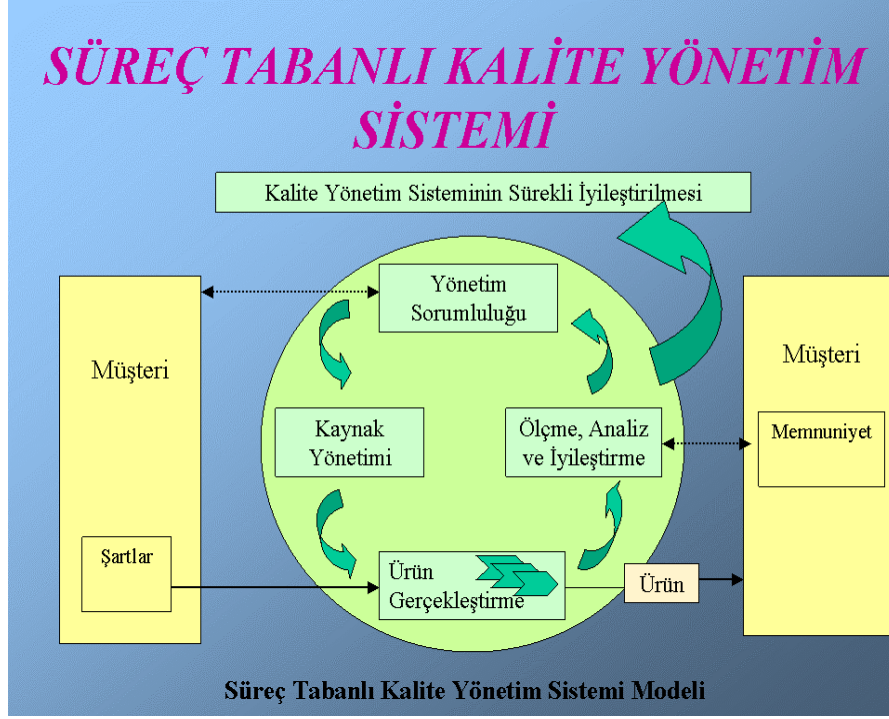 SÜREÇ TABANLI KALİTE YÖNETİM
SİSTEMİ
Kalite Yönetim Sisteminin Sürekli İyileştirilmesi
Yönetim
Sorumluluğu
Müşteri
Müşteri
Kaynak
Yönetimi
Ölçme, Analiz
ve İyileştirme
Memnuniyet
Şartlar
Ürün
Gerçekleştirme
Ürün
Süreç Tabanlı Kalite Yönetim Sistemi Modeli